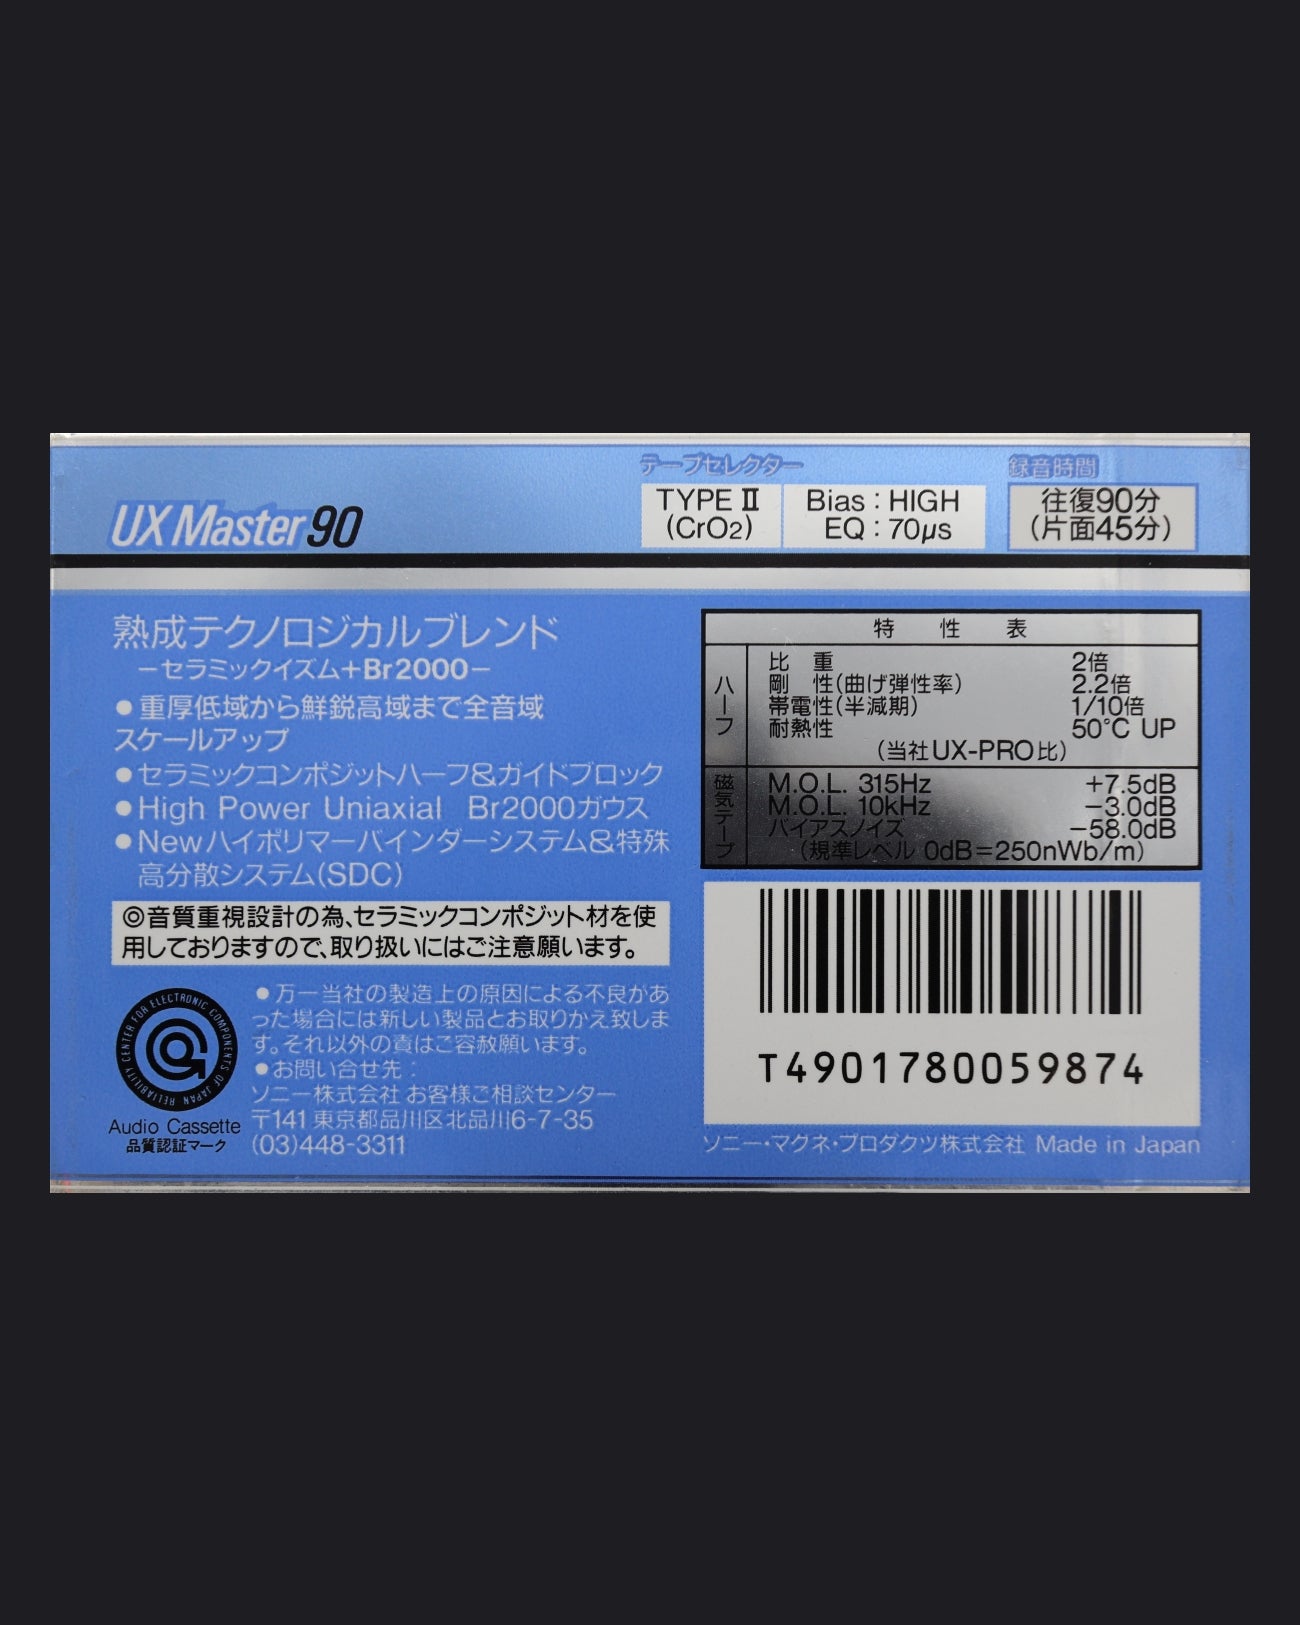 テープセレクター
録音時間
UX Master 90
TYPE II
(CrO2)
Bias : HIGH
EQ : 70μs
往復90分
(片面45分)
熟成テクノロジカルブレンド
－セラミックイズム＋Br2000－
●重厚低域から鮮鋭高域まで全音域
スケールアップ
●セラミックコンポジットハーフ&ガイドブロック
●High Power Uniaxial Br2000ガウス
●Newハイポリマーバインダーシステム&特殊
高分散システム(SDC)
◎音質重視設計の為、セラミックコンポジット材を使
用しておりますので、取り扱いにはご注意願います。
RELIABILITY CENTER FOR ELECTRONIC COMPONENTS OF JAPAN
Audio Cassette
品質認証マーク
●万一当社の製造上の原因による不良があ
った場合には新しい製品とお取りかえ致しま
す。それ以外の責はご容赦願います。
●お問い合せ先：
ソニー株式会社 お客様ご相談センター
〒141 東京都品川区北品川6-7-35
(03)448-3311
特性表
ハーフ
比重 2倍
剛性(曲げ弾性率) 2.2倍
帯電性(半減期) 1/10倍
耐熱性 50°C UP
(当社UX-PRO比)
磁気テープ
M.O.L. 315Hz +7.5dB
M.O.L. 10kHz −3.0dB
バイアスノイズ −58.0dB
(規準レベル 0dB=250nWb/m)
T4901780059874
ソニー・マグネ・プロダクツ株式会社 Made in Japan